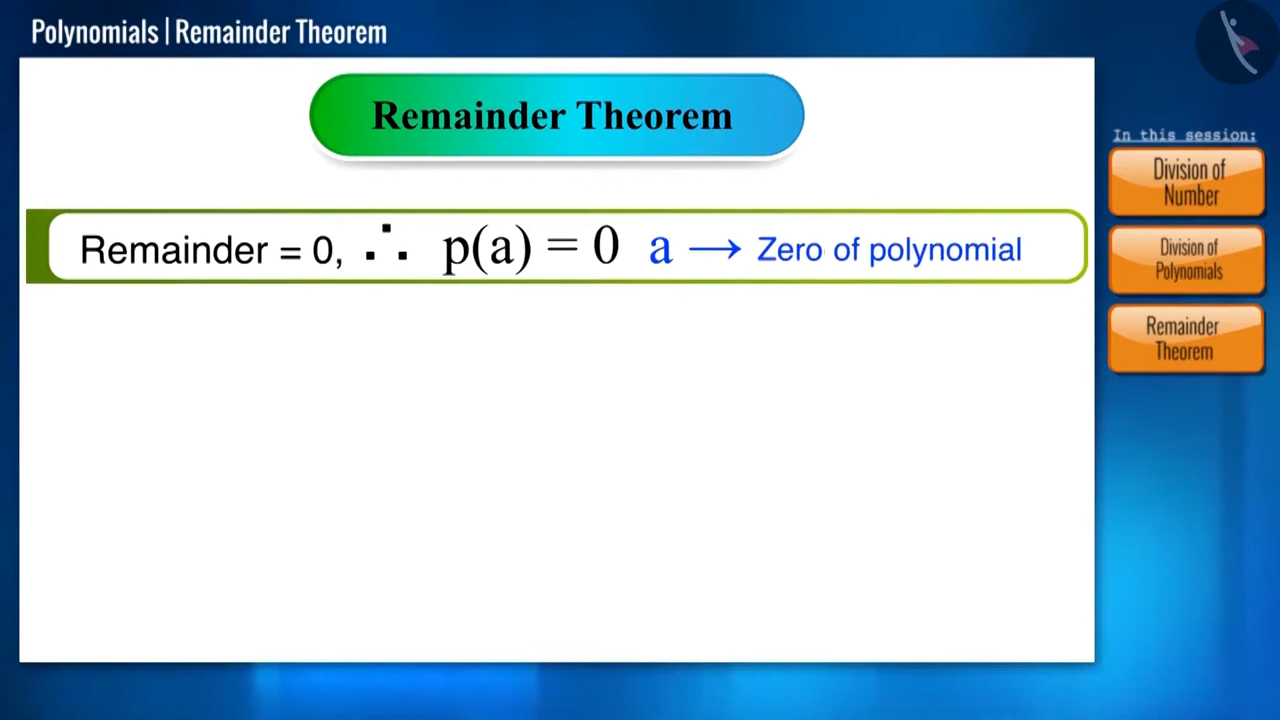 Polynomials | Remainder Theorem
Remainder Theorem
Remainder = 0, ∴ p(a) = 0 a → Zero of polynomial
In this session:
Division of
Number
Division of
Polynomials
Remainder
Theorem